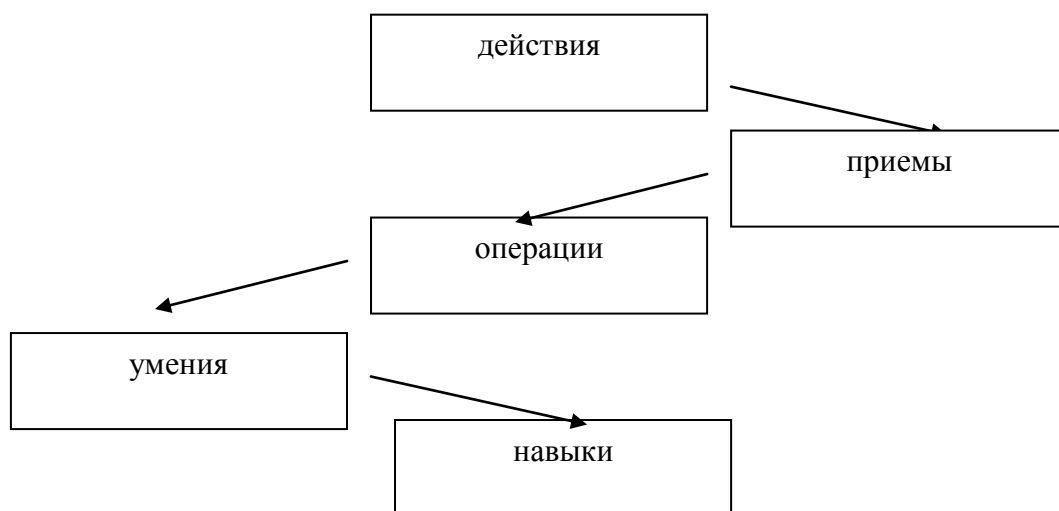 действия
приемы
операции
умения
навыки